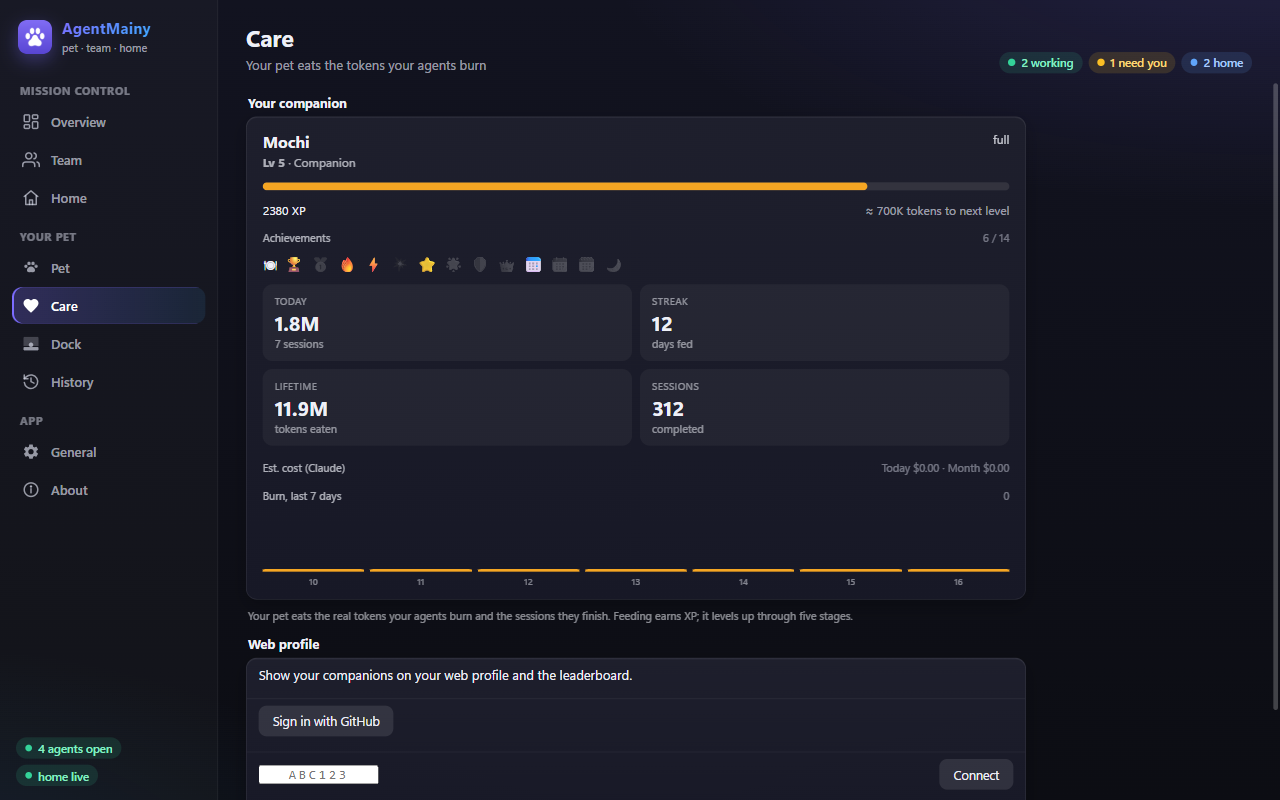 AgentMainy
pet · team · home
MISSION CONTROL
Overview
Team
Home
YOUR PET
Pet
Care
Dock
History
APP
General
About
4 agents open
home live
Care
Your pet eats the tokens your agents burn
2 working
1 need you
2 home
Your companion
Mochi
full
Lv 5 · Companion
2380 XP
≈ 700K tokens to next level
Achievements
6 / 14
TODAY
1.8M
7 sessions
STREAK
12
days fed
LIFETIME
11.9M
tokens eaten
SESSIONS
312
completed
Est. cost (Claude)
Today $0.00 · Month $0.00
Burn, last 7 days
0
10 11 12 13 14 15 16
Your pet eats the real tokens your agents burn and the sessions they finish. Feeding earns XP; it levels up through five stages.
Web profile
Show your companions on your web profile and the leaderboard.
Sign in with GitHub
ABC123
Connect